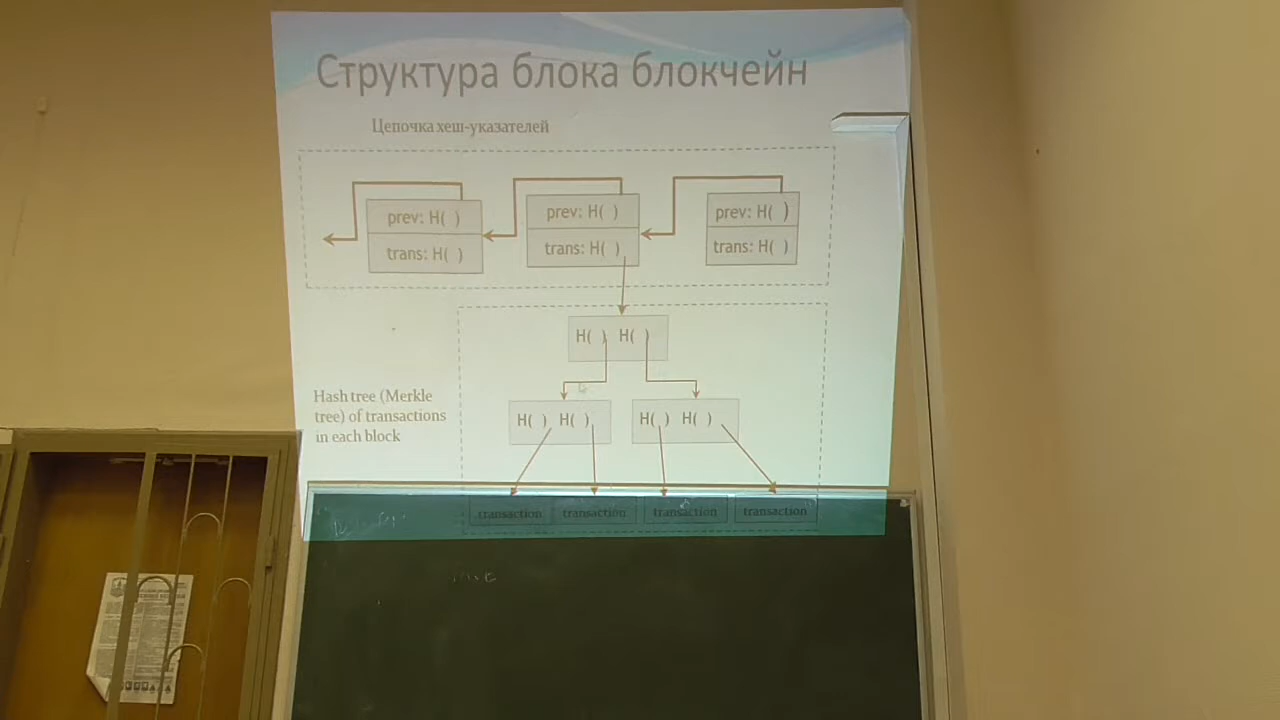 Структура блока блокчейн
Цепочка хеш-указателей
prev: H( )
trans: H( )
prev: H( )
trans: H( )
prev: H( )
trans: H( )
H( ) H( )
Hash tree (Merkle
tree) of transactions
in each block
H( ) H( )
H( ) H( )
transaction
transaction
transaction
transaction